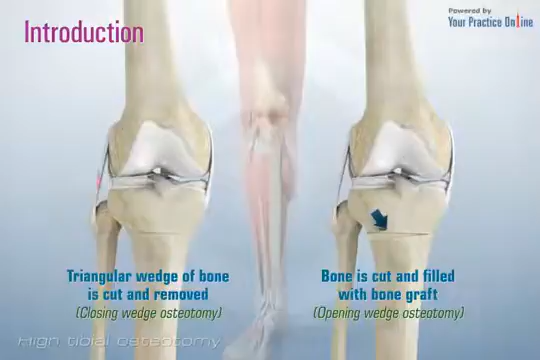 Introduction
Powered by
Your Practice Online
Triangular wedge of bone
is cut and removed
(Closing wedge osteotomy)
Bone is cut and filled
with bone graft
(Opening wedge osteotomy)
High tibial osteotomy